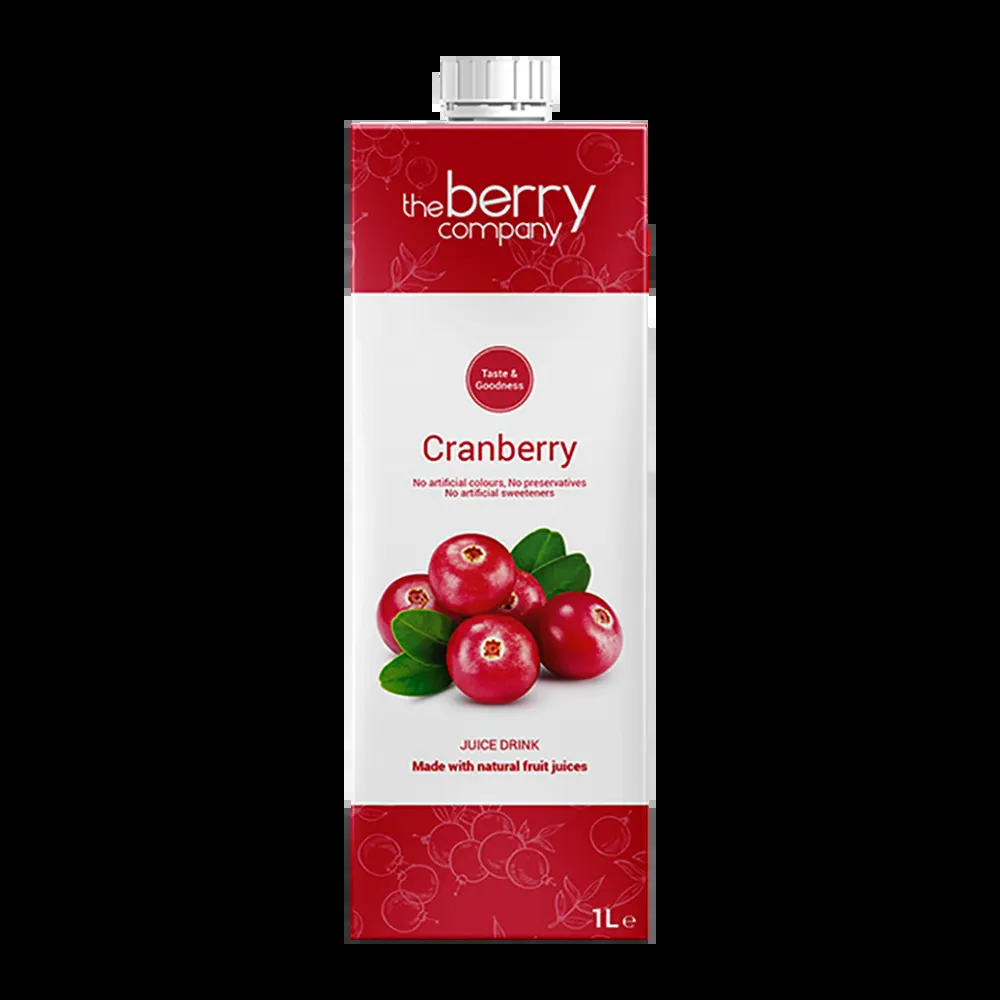 the berry
company
Taste &
Goodness
Cranberry
No artificial colours, No preservatives
No artificial sweeteners
JUICE DRINK
Made with natural fruit juices
1L e